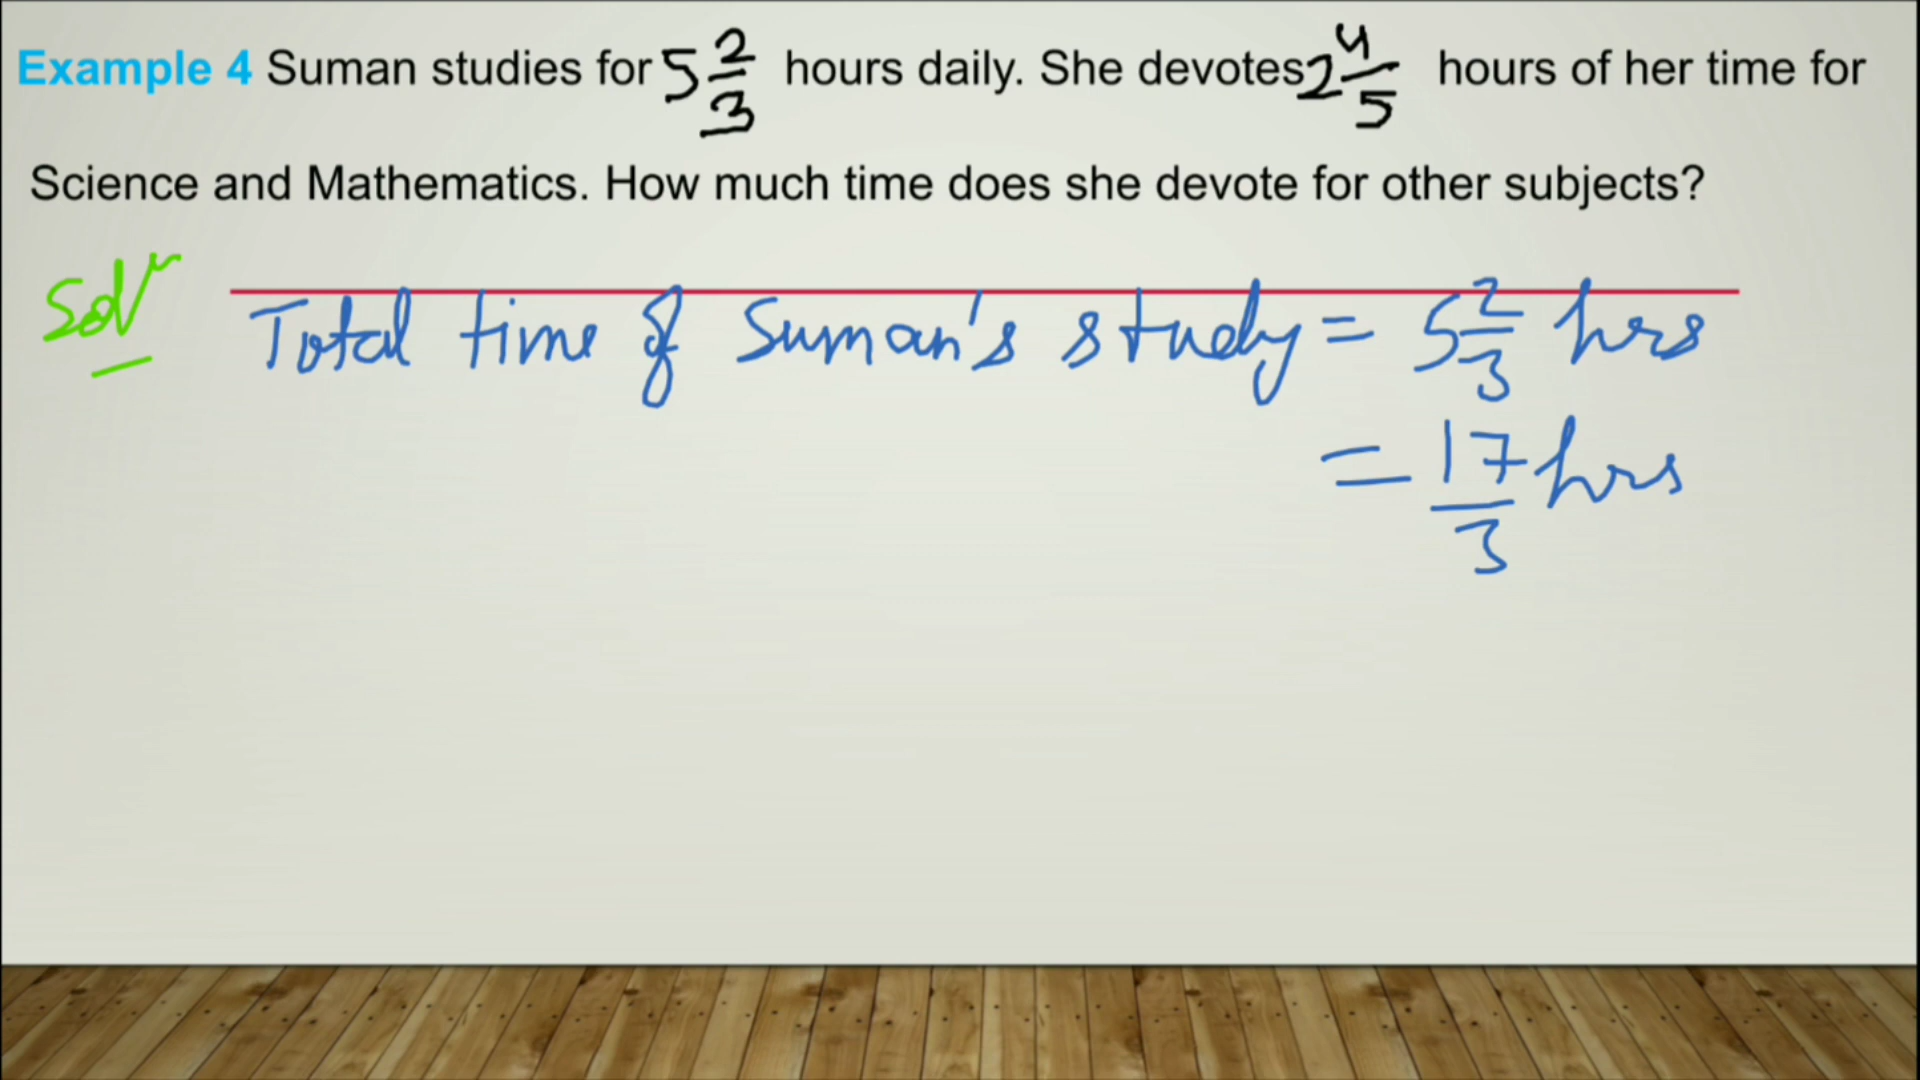 Example 4 Suman studies for 5 2/3 hours daily. She devotes 2 4/5 hours of her time for
Science and Mathematics. How much time does she devote for other subjects?
Solⁿ
Total time of Suman's study = 5 2/3 hrs
= 17/3 hrs